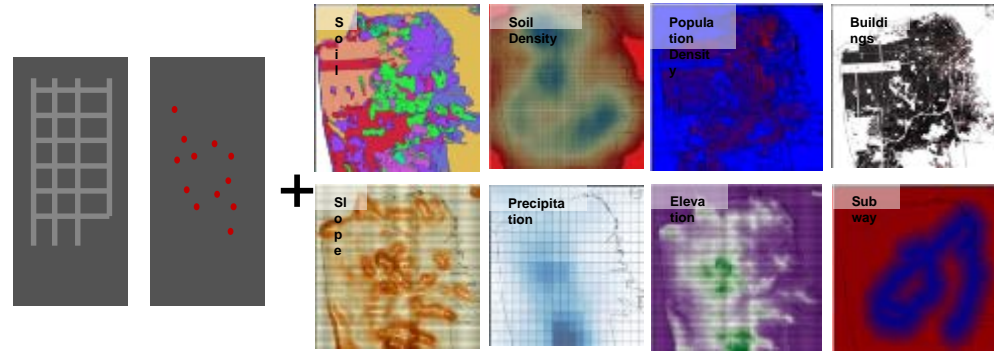 S
o
i
l
Soil
Density
Popula
tion
Densit
y
Buildi
ngs
+
Sl
o
p
e
Precipita
tion
Eleva
tion
Sub
way